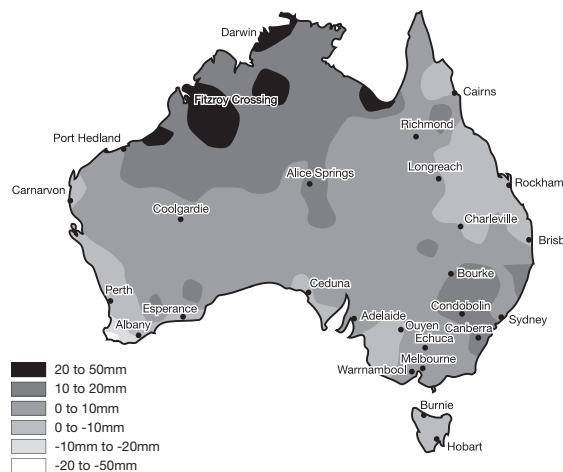 Darwin
Cairns
Fitzroy Crossing
Richmond
Port Hedland
Longreach
Alice Springs
Rockham
Carnarvon
Coolgardie
Charleville
Brisb
Bourke
Ceduna
Perth
Esperance
Condobolin
Adelaide
Sydney
Albany
Ouyen
Canberra
Echuca
Melbourne
Warrnambool
20 to 50mm
10 to 20mm
0 to 10mm
0 to -10mm
-10mm to -20mm
-20 to -50mm
Burnie
Hobart